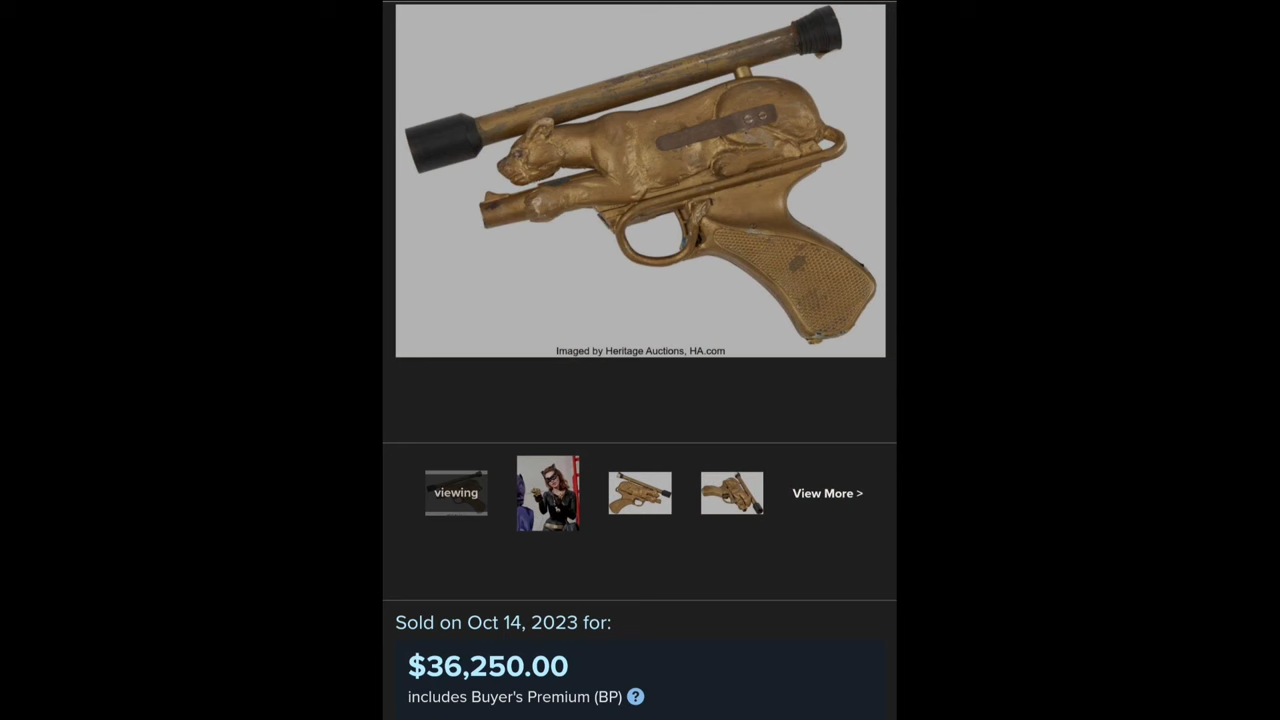 Imaged by Heritage Auctions, HA.com
viewing
View More >
Sold on Oct 14, 2023 for:
$36,250.00
includes Buyer's Premium (BP) ?